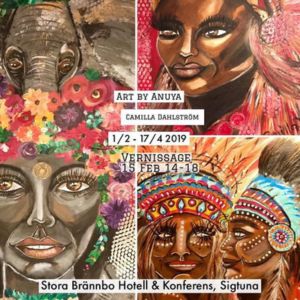 Art by Anuya
Camilla Dahlström
1/2 - 17/4 2019
Vernissage
15 Feb 14-18
Stora Brännbo Hotell & Konferens, Sigtuna